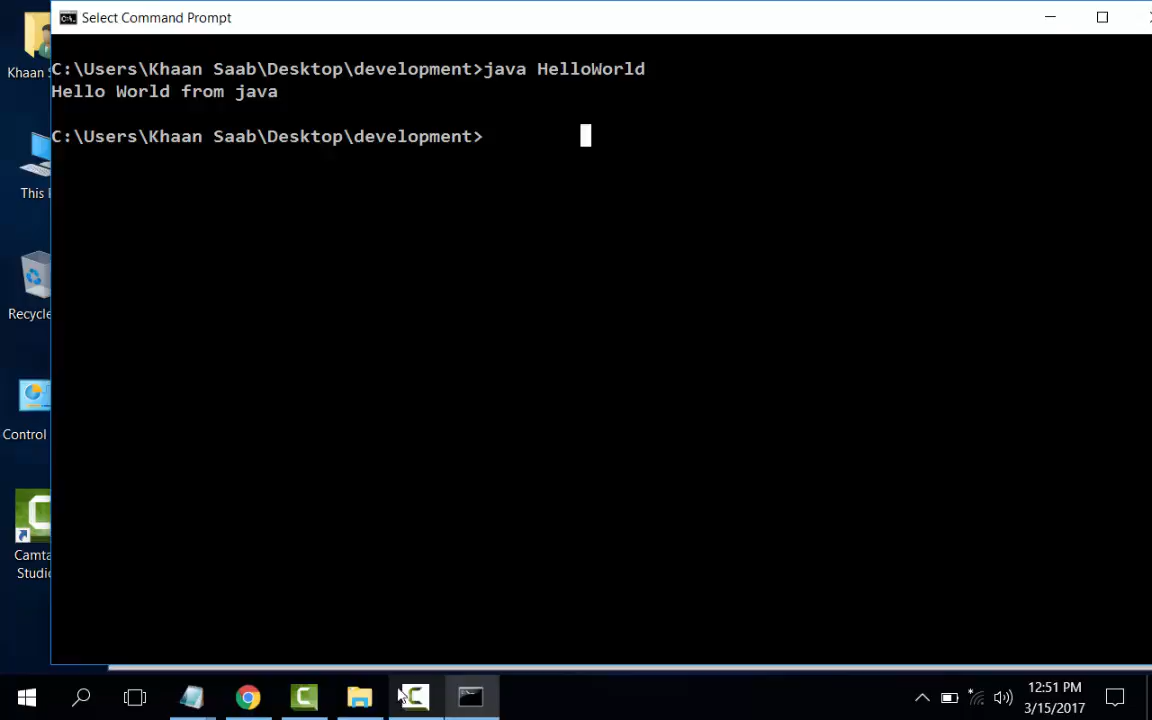 Select Command Prompt
C:\Users\Khaan Saab\Desktop\development>java HelloWorld
Hello World from java
C:\Users\Khaan Saab\Desktop\development>
Khaan
This
Recycle
Control
Camta
Studio
12:51 PM
3/15/2017